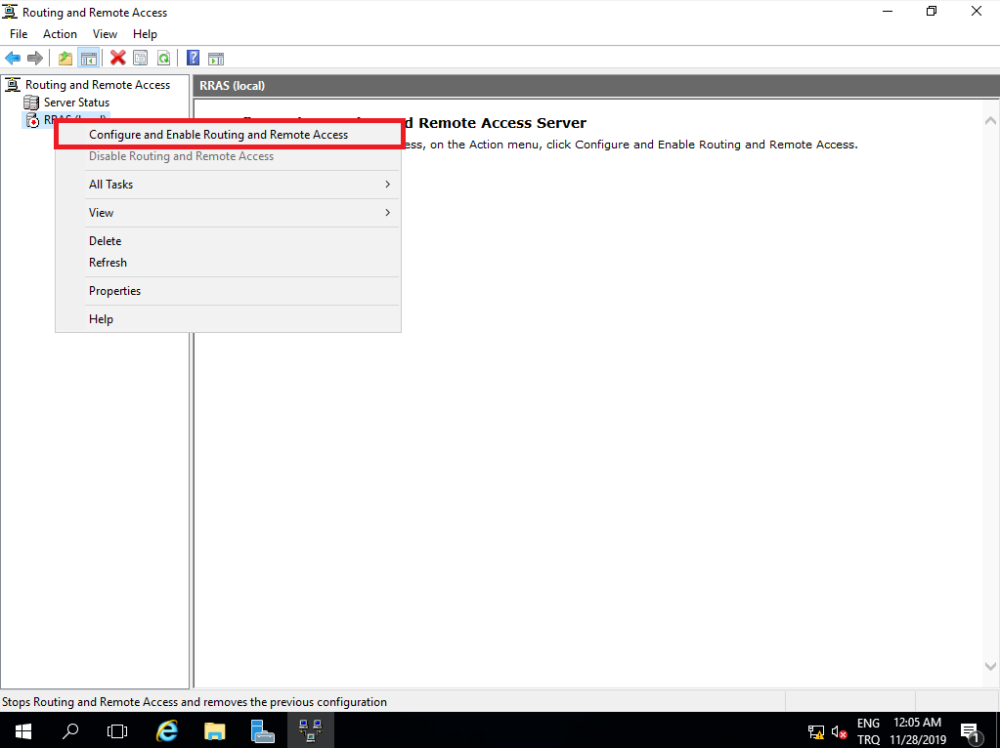 Routing and Remote Access
File Action View Help
Routing and Remote Access
Server Status
RRAS (local)
RRAS (local)
d Remote Access Server
ess, on the Action menu, click Configure and Enable Routing and Remote Access.
Configure and Enable Routing and Remote Access
Disable Routing and Remote Access
All Tasks
View
Delete
Refresh
Properties
Help
Stops Routing and Remote Access and removes the previous configuration
ENG
TRQ
12:05 AM
11/28/2019
1